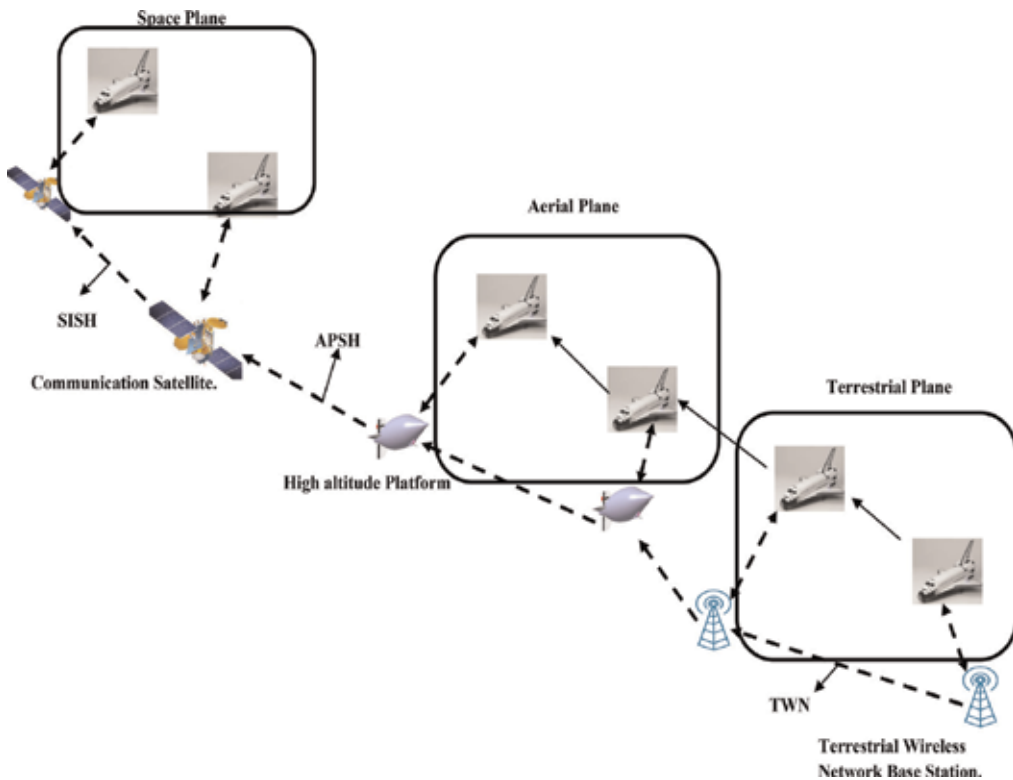 Space Plane
Aerial Plane
SISH
APSH
Communication Satellite.
Terrestrial Plane
High altitude Platform
TWN
Terrestrial Wireless
Network Base Station.